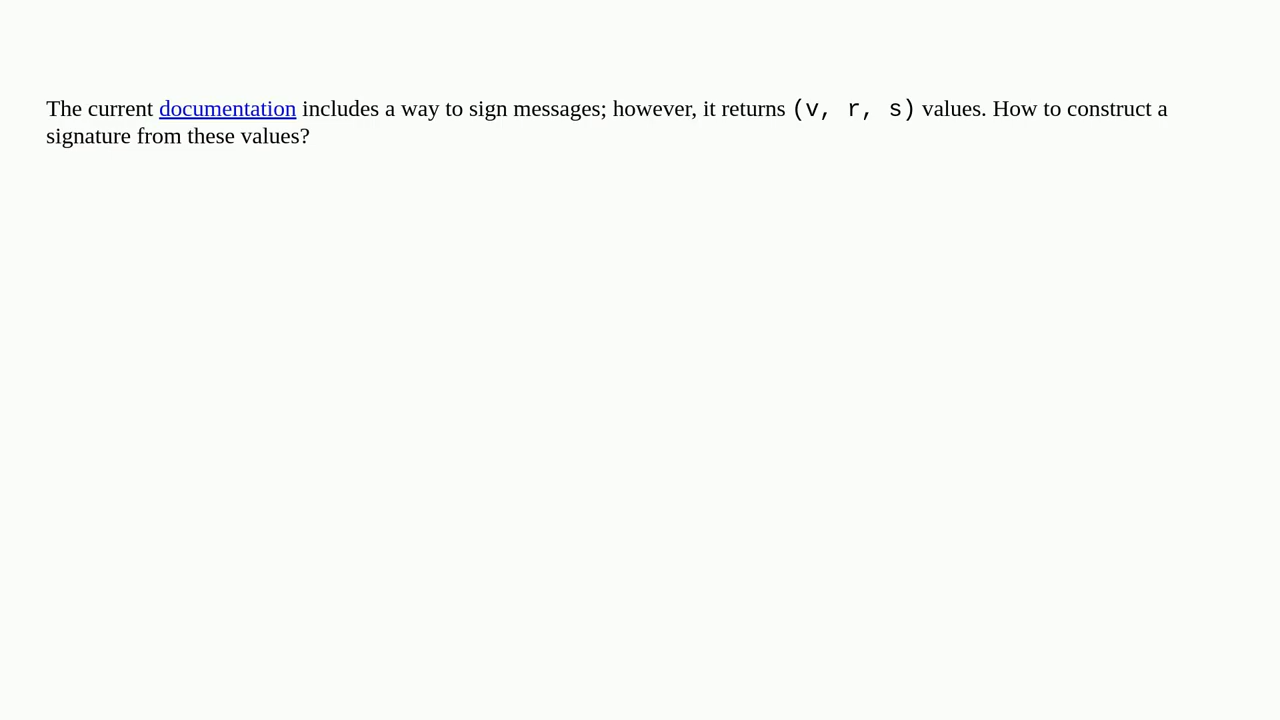 The current documentation includes a way to sign messages; however, it returns (v, r, s) values. How to construct a
signature from these values?